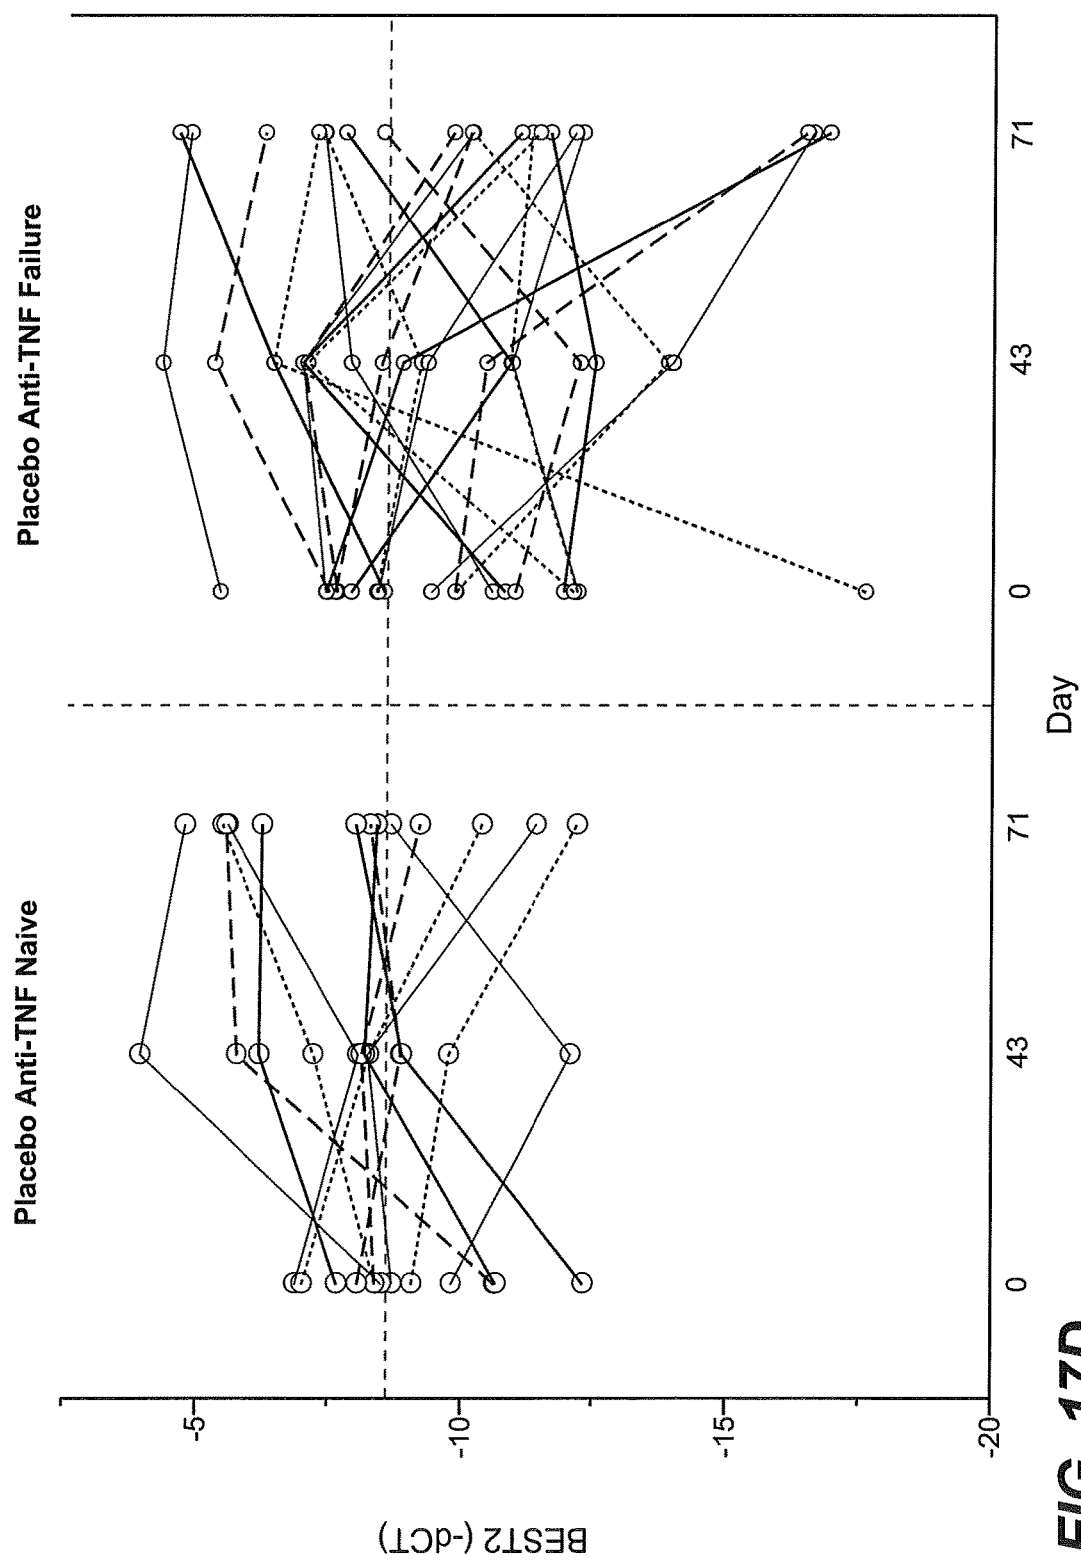 Placebo Anti-TNF Naive
Placebo Anti-TNF Failure
BEST2 (-dCT)
-5
-10
-15
-20
0
43
71
0
43
71
Day
FIG. 17D